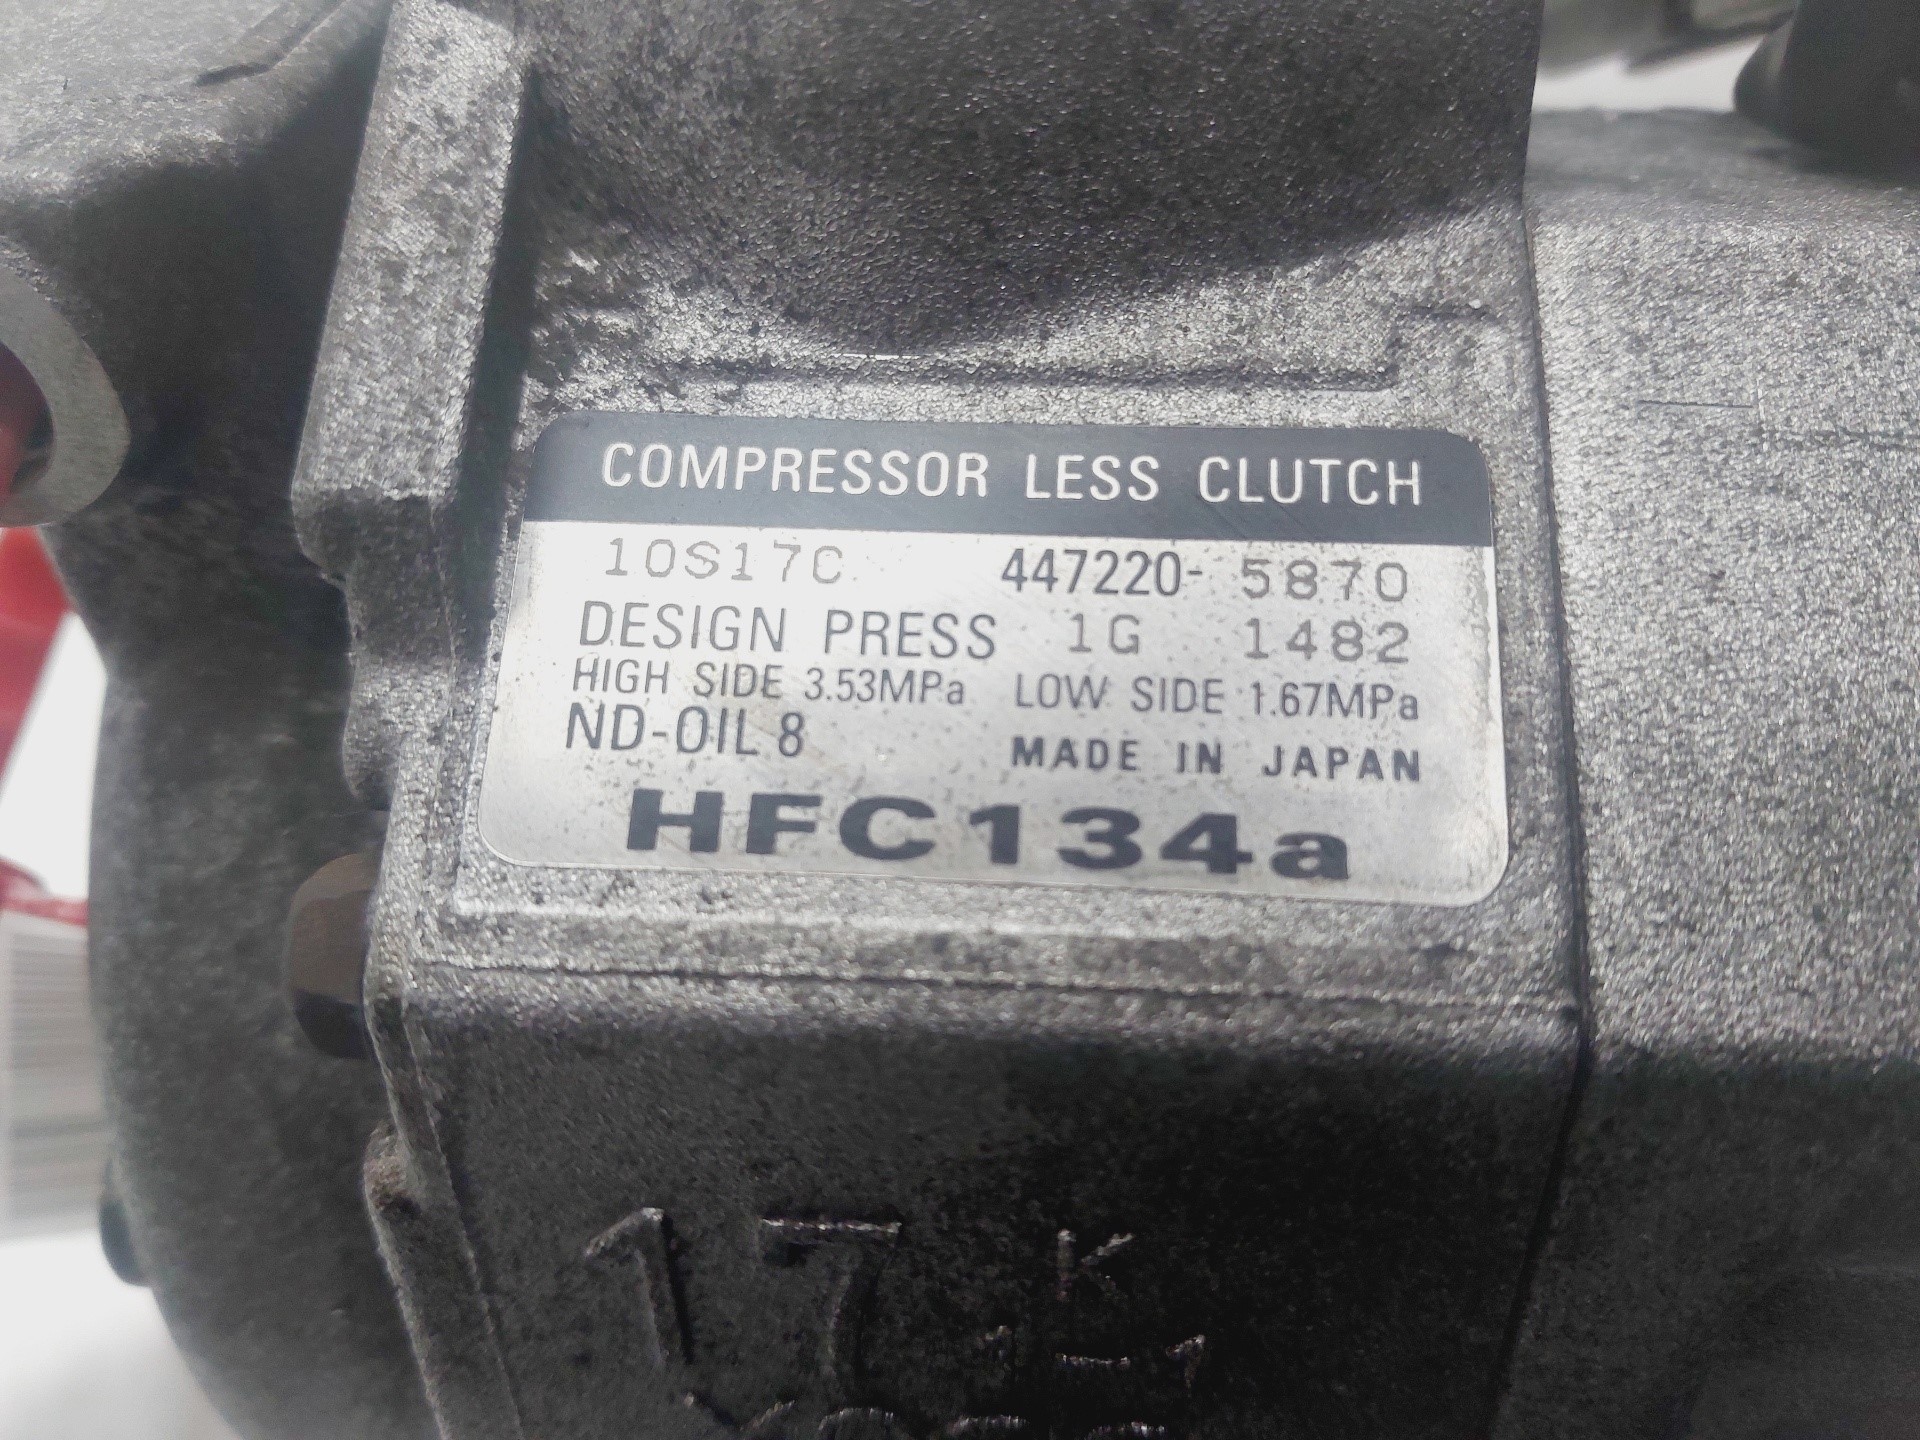 COMPRESSOR LESS CLUTCH
10S17C 447220- 5870
DESIGN PRESS 1G 1482
HIGH SIDE 3.53MPa LOW SIDE 1.67MPa
ND-OIL 8 MADE IN JAPAN
HFC134a
17
K